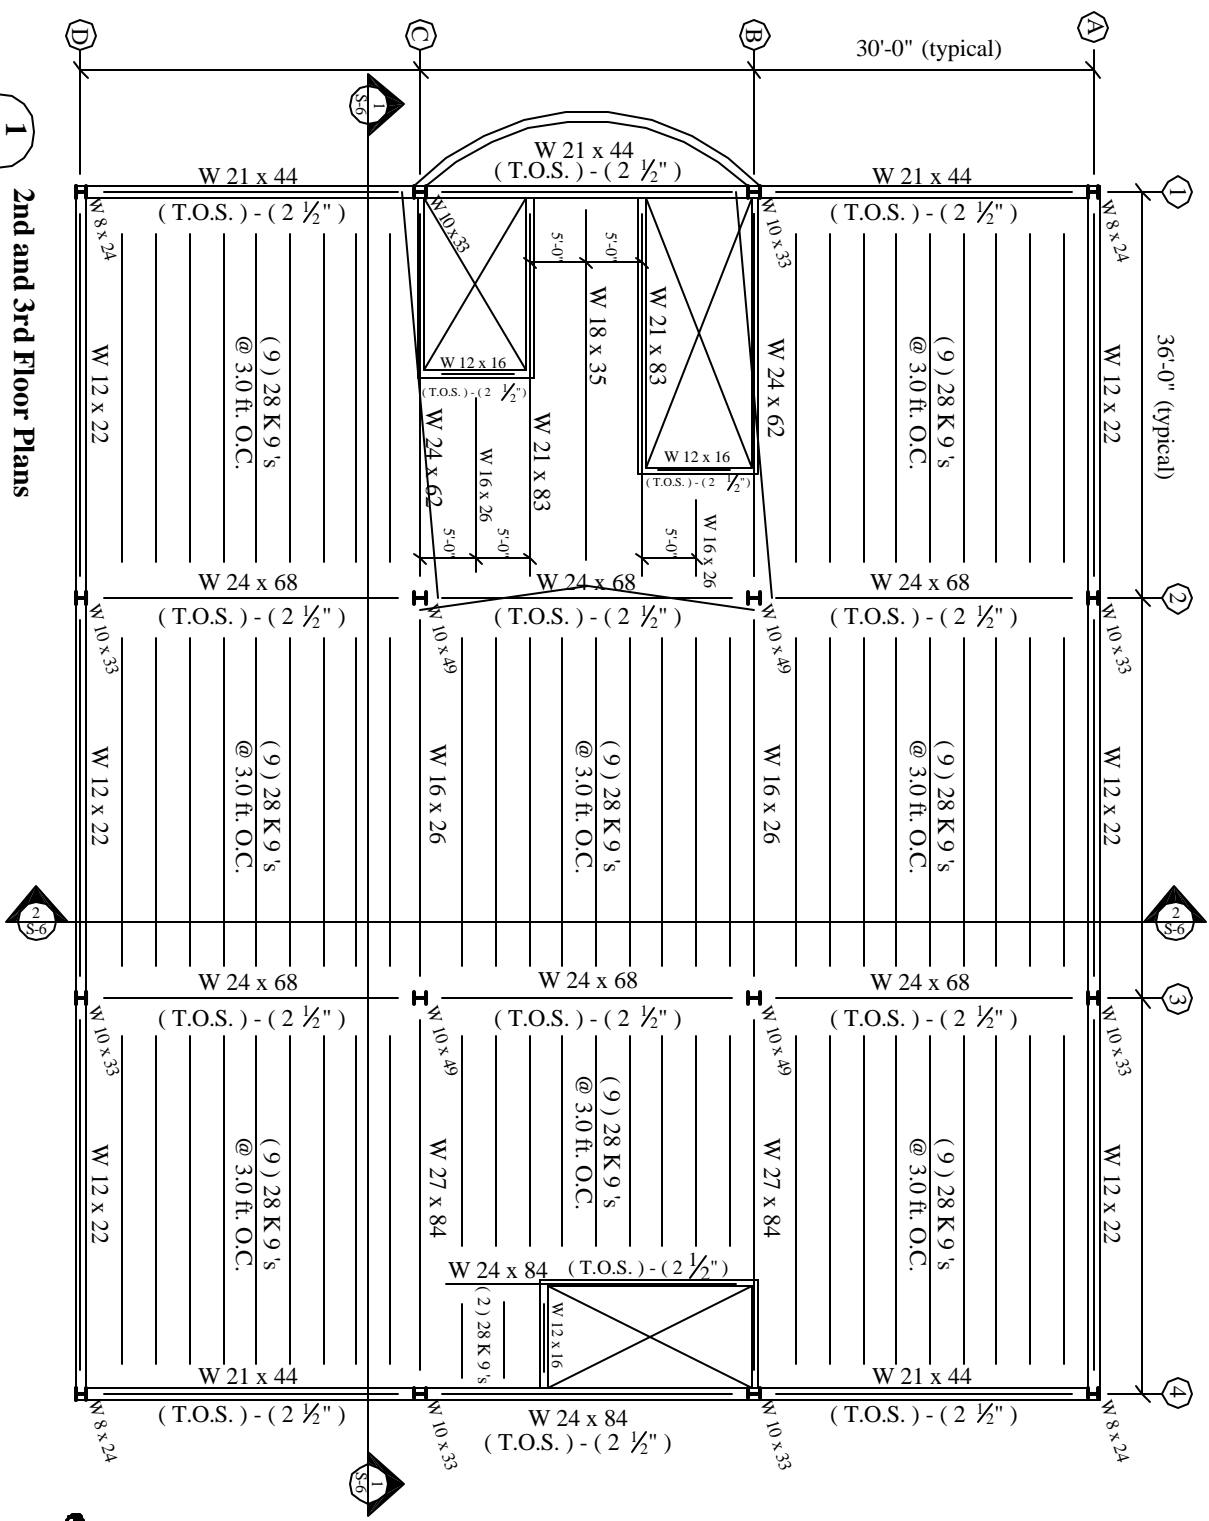 D
C
B
A
30'-0" (typical)
1
S-6
1
2nd and 3rd Floor Plans
W 21 x 44
( T.O.S. ) - ( 2 1/2" )
W 21 x 44
( T.O.S. ) - ( 2 1/2" )
W 21 x 44
( T.O.S. ) - ( 2 1/2" )
1
W 8 x 24
W 10 x 33
W 10 x 33
W 8 x 24
36'-0" (typical)
5'-0"
5'-0"
W 12 x 22
( 9 ) 28 K 9 's
@ 3.0 ft. O.C.
W 12 x 16
( T.O.S. ) - ( 2 1/2" )
W 18 x 35
W 21 x 83
W 24 x 62
( 9 ) 28 K 9 's
@ 3.0 ft. O.C.
W 12 x 22
W 24 x 62
W 16 x 26
W 21 x 83
W 12 x 16
( T.O.S. ) - ( 2 1/2" )
5'-0"
5'-0"
5'-0"
W 16 x 26
W 24 x 68
( T.O.S. ) - ( 2 1/2" )
W 24 x 68
( T.O.S. ) - ( 2 1/2" )
W 24 x 68
( T.O.S. ) - ( 2 1/2" )
2
W 10 x 33
W 10 x 49
W 10 x 49
W 10 x 33
W 12 x 22
( 9 ) 28 K 9 's
@ 3.0 ft. O.C.
W 16 x 26
( 9 ) 28 K 9 's
@ 3.0 ft. O.C.
W 16 x 26
( 9 ) 28 K 9 's
@ 3.0 ft. O.C.
W 12 x 22
2
S-6
2
S-6
W 24 x 68
( T.O.S. ) - ( 2 1/2" )
W 24 x 68
( T.O.S. ) - ( 2 1/2" )
W 24 x 68
( T.O.S. ) - ( 2 1/2" )
3
W 10 x 33
W 10 x 49
W 10 x 49
W 10 x 33
W 12 x 22
( 9 ) 28 K 9 's
@ 3.0 ft. O.C.
W 27 x 84
( 9 ) 28 K 9 's
@ 3.0 ft. O.C.
W 27 x 84
( 9 ) 28 K 9 's
@ 3.0 ft. O.C.
W 12 x 22
W 24 x 84
( T.O.S. ) - ( 2 1/2" )
( 2 ) 28 K 9 's
W 12 x 16
W 21 x 44
( T.O.S. ) - ( 2 1/2" )
W 24 x 84
( T.O.S. ) - ( 2 1/2" )
W 21 x 44
( T.O.S. ) - ( 2 1/2" )
4
W 8 x 24
W 10 x 33
W 10 x 33
W 8 x 24
1
S-6